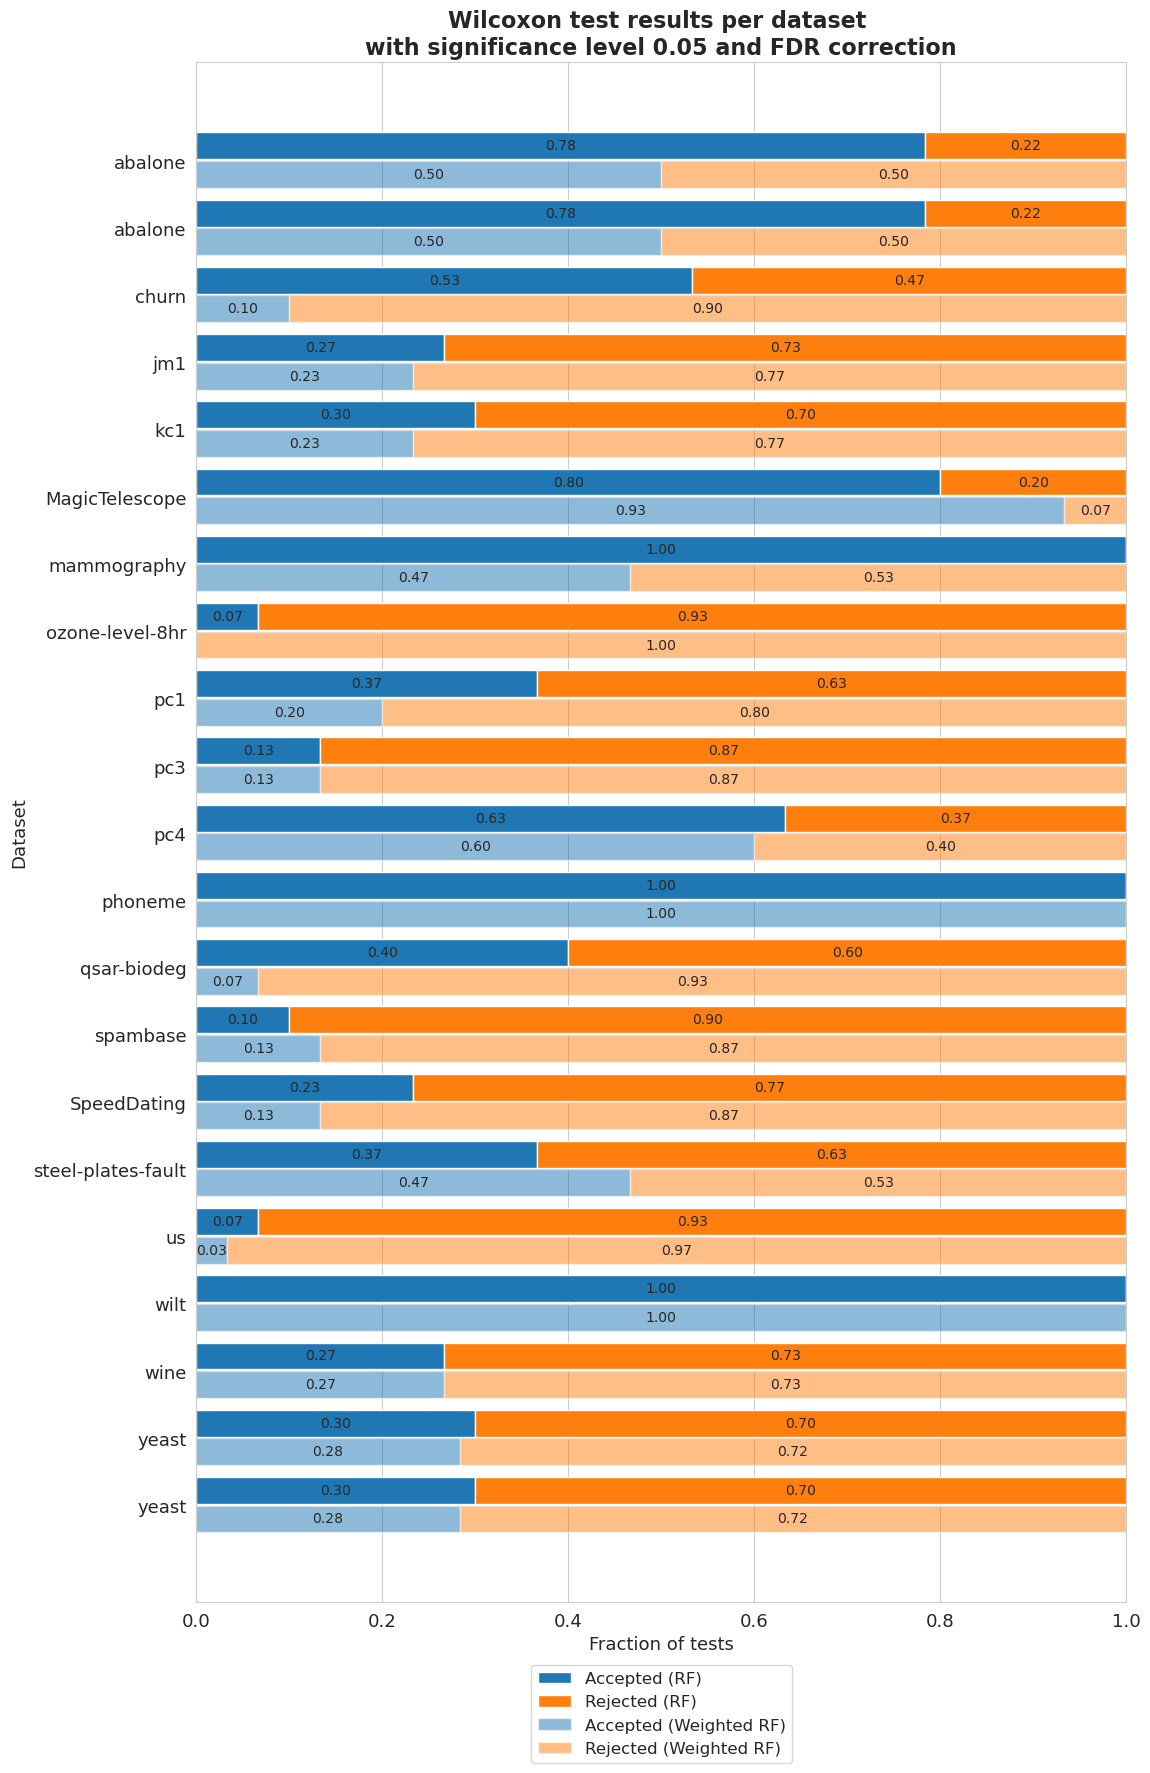 Wilcoxon test results per dataset
with significance level 0.05 and FDR correction
abalone
0.78 0.22
0.50 0.50
abalone
0.78 0.22
0.50 0.50
churn
0.53 0.47
0.10 0.90
jm1
0.27 0.73
0.23 0.77
kc1
0.30 0.70
0.23 0.77
MagicTelescope
0.80 0.20
0.93 0.07
mammography
1.00
0.47 0.53
ozone-level-8hr
0.07 0.93
1.00
pc1
0.37 0.63
0.20 0.80
pc3
0.13 0.87
0.13 0.87
pc4
0.63 0.37
0.60 0.40
phoneme
1.00
1.00
qsar-biodeg
0.40 0.60
0.07 0.93
spambase
0.10 0.90
0.13 0.87
SpeedDating
0.23 0.77
0.13 0.87
steel-plates-fault
0.37 0.63
0.47 0.53
us
0.07 0.93
0.03 0.97
wilt
1.00
1.00
wine
0.27 0.73
0.27 0.73
yeast
0.30 0.70
0.28 0.72
yeast
0.30 0.70
0.28 0.72
Dataset
0.0 0.2 0.4 0.6 0.8 1.0
Fraction of tests
Accepted (RF)
Rejected (RF)
Accepted (Weighted RF)
Rejected (Weighted RF)